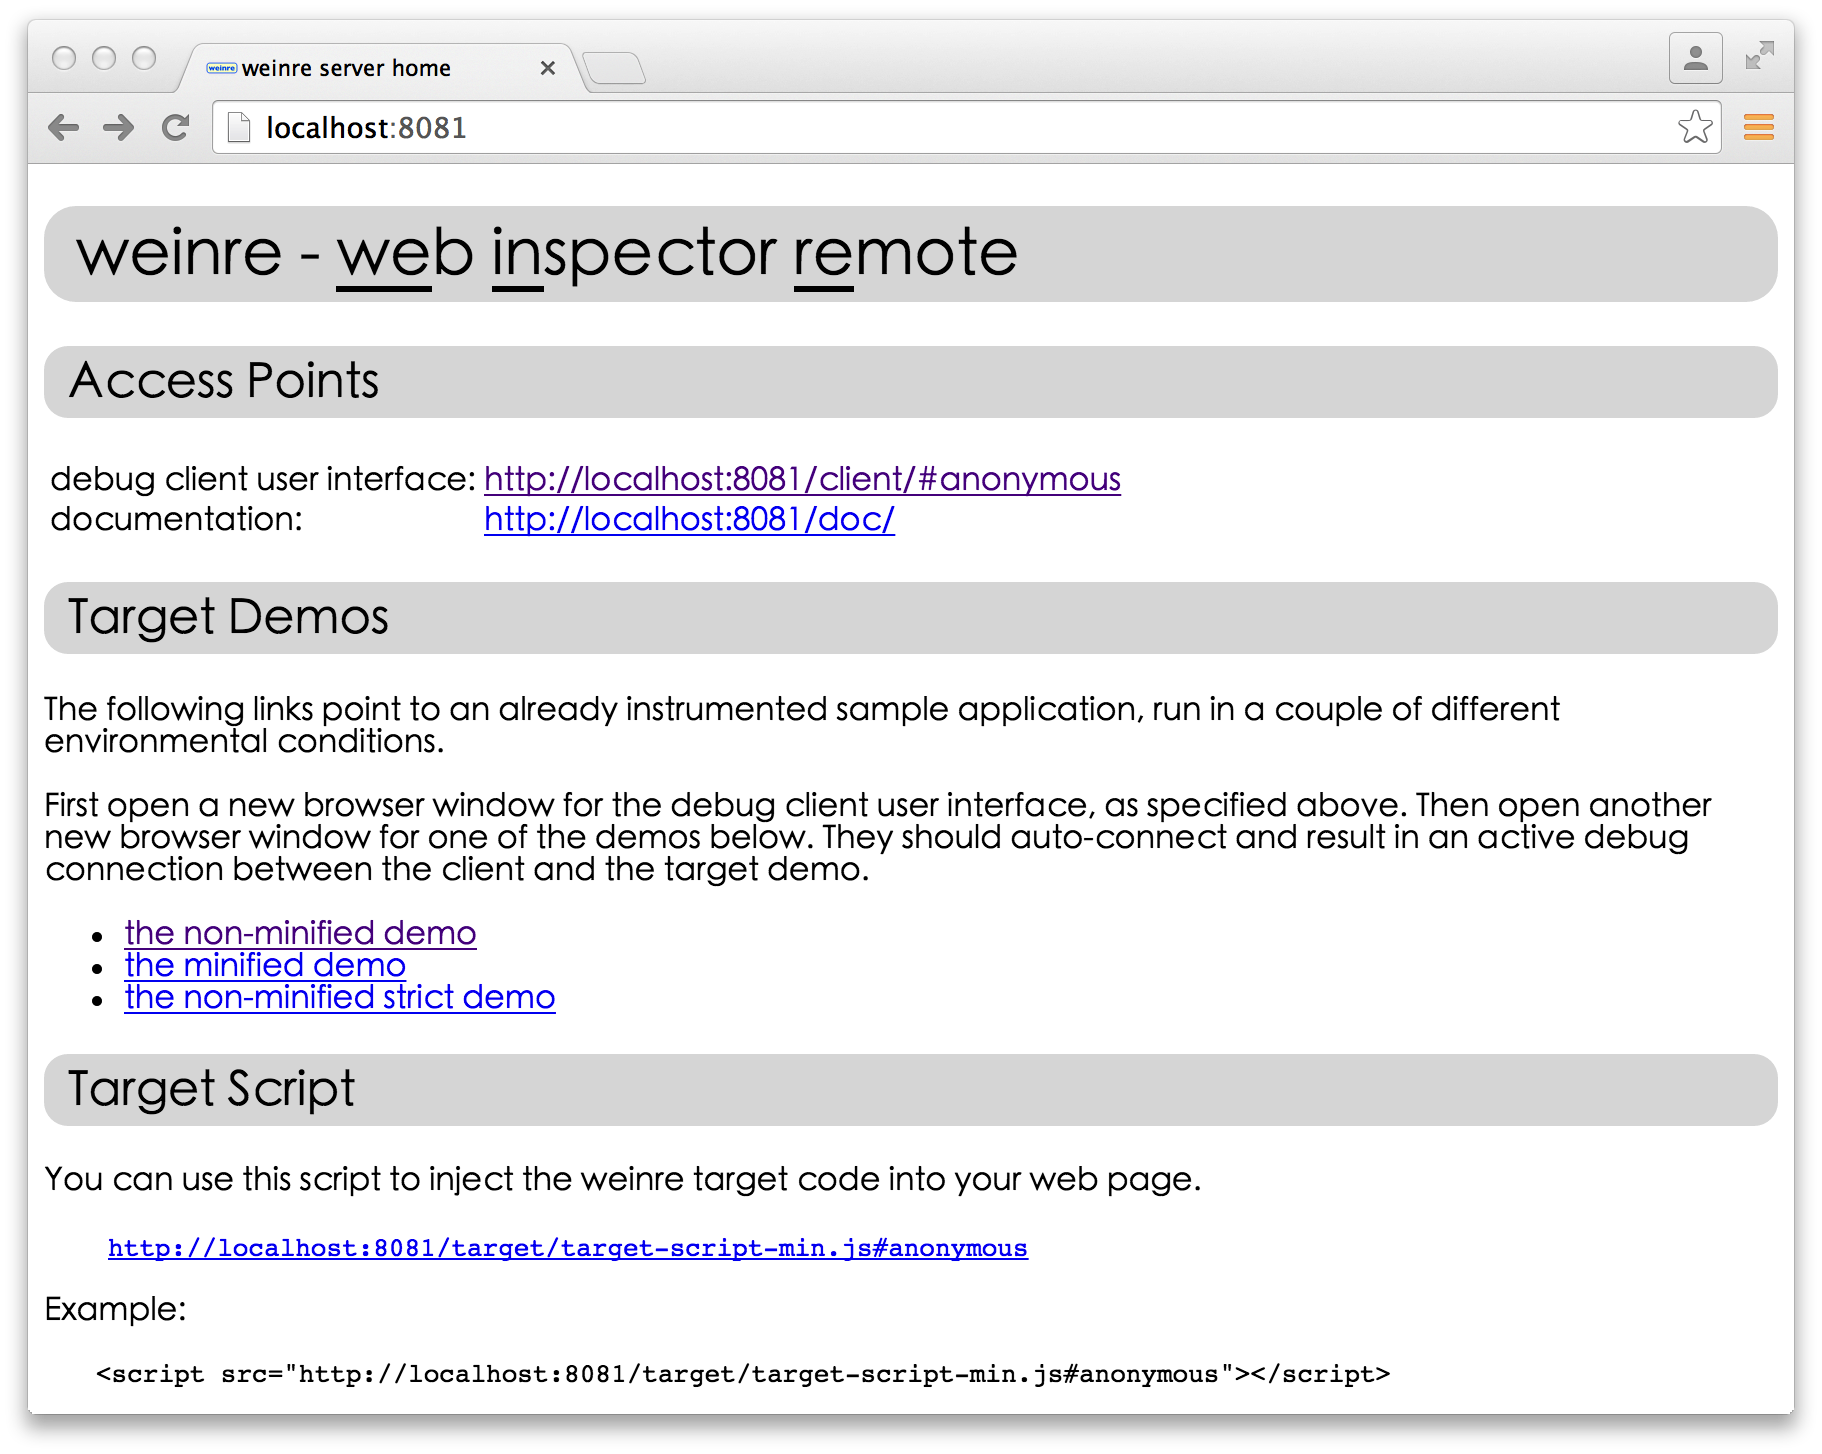 weinre weinre server home
localhost:8081
weinre - web inspector remote
Access Points
debug client user interface: http://localhost:8081/client/#anonymous
documentation: http://localhost:8081/doc/
Target Demos
The following links point to an already instrumented sample application, run in a couple of different
environmental conditions.
First open a new browser window for the debug client user interface, as specified above. Then open another
new browser window for one of the demos below. They should auto-connect and result in an active debug
connection between the client and the target demo.
• the non-minified demo
• the minified demo
• the non-minified strict demo
Target Script
You can use this script to inject the weinre target code into your web page.
http://localhost:8081/target/target-script-min.js#anonymous
Example:
<script src="http://localhost:8081/target/target-script-min.js#anonymous"></script>